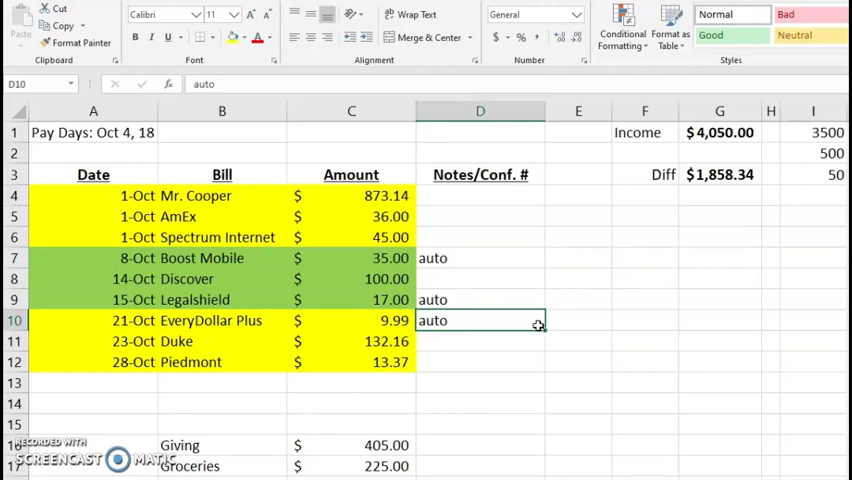 Cut
Calibri 11 A A
Wrap Text
General
Normal Bad
Paste
Copy
Format Painter
B I U A
Merge & Center
$ % , .00 .0
Conditional Formatting
Format as Table
Good Neutral
Clipboard Font Alignment Number Styles
D10 fx auto
A B C D E F G H I
1 Pay Days: Oct 4, 18 Income $ 4,050.00 3500
2 500
3 Date Bill Amount Notes/Conf. # Diff $ 1,858.34 50
4 1-Oct Mr. Cooper $ 873.14
5 1-Oct AmEx $ 36.00
6 1-Oct Spectrum Internet $ 45.00
7 8-Oct Boost Mobile $ 35.00 auto
8 14-Oct Discover $ 100.00
9 15-Oct Legalshield $ 17.00 auto
10 21-Oct EveryDollar Plus $ 9.99 auto
11 23-Oct Duke $ 132.16
12 28-Oct Piedmont $ 13.37
13
14
15
16 Giving $ 405.00
17 Groceries $ 225.00
RECORDED WITH
SCREENCAST MATIC